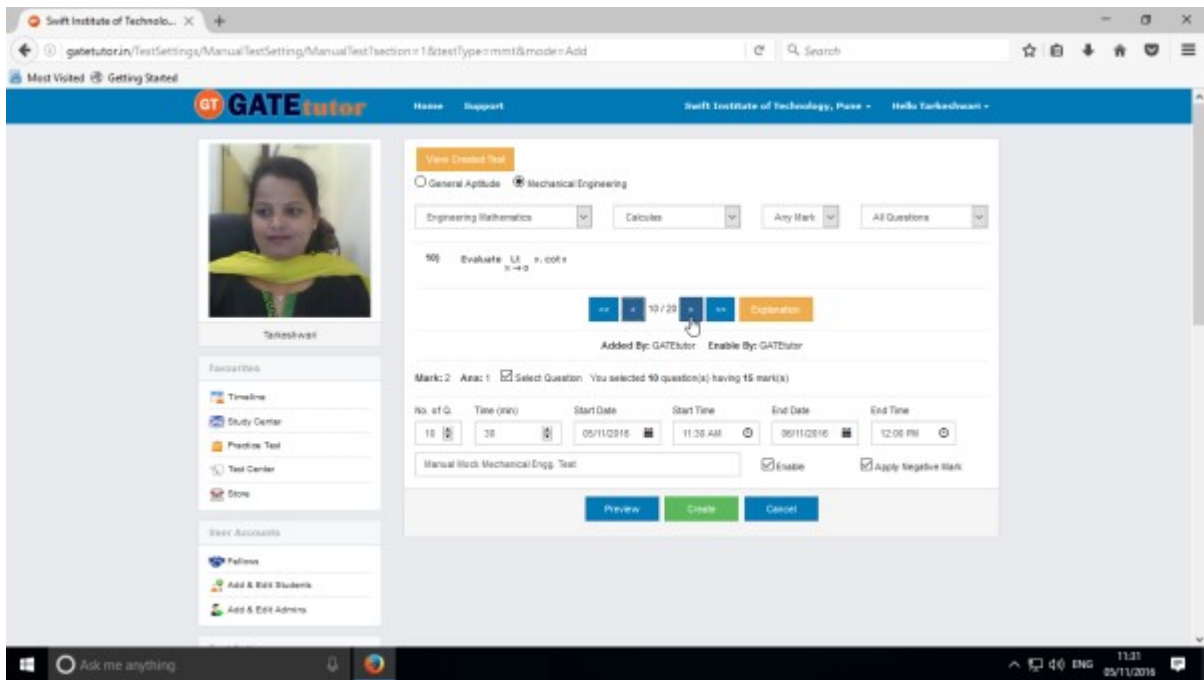 Swift Institute of Technolo...
gatetutor.in/TestSettings/ManualTestSetting/ManualTest?section=1&testType=mmt&mode=Add
Search
Most Visited Getting Started
GT GATEtutor Home Support Swift Institute of Technology, Pune Hello Tarkeshwari
View Created Test
General Aptitude Mechanical Engineering
Engineering Mathematics Calculus Any Mark All Questions
10) Evaluate Lt x. cot x
x→0
<< < 10 / 20 > >> Explanation
Tarkeshwari
Added By: GATEtutor Enable By: GATEtutor
Favourites
Mark: 2 Ans: 1 Select Question You selected 10 question(s) having 15 mark(s)
Timeline
Study Center
Practice Test
Test Center
Store
No. of Q. Time (min) Start Date Start Time End Date End Time
10 30 05/11/2016 11:30 AM 06/11/2016 12:00 PM
Manual Mock Mechanical Engg. Test Enable Apply Negative Mark
Preview Create Cancel
User Accounts
Fellows
Add & Edit Students
Add & Edit Admins
Ask me anything
ENG 11:31
05/11/2016